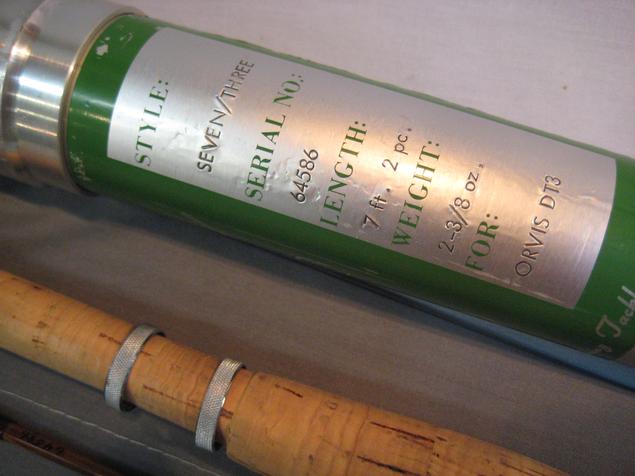 STYLE:
SEVEN/THREE
SERIAL NO.:
64586
LENGTH:
7 ft. 2 pc.
WEIGHT:
2-3/8 oz.
FOR:
ORVIS DT3